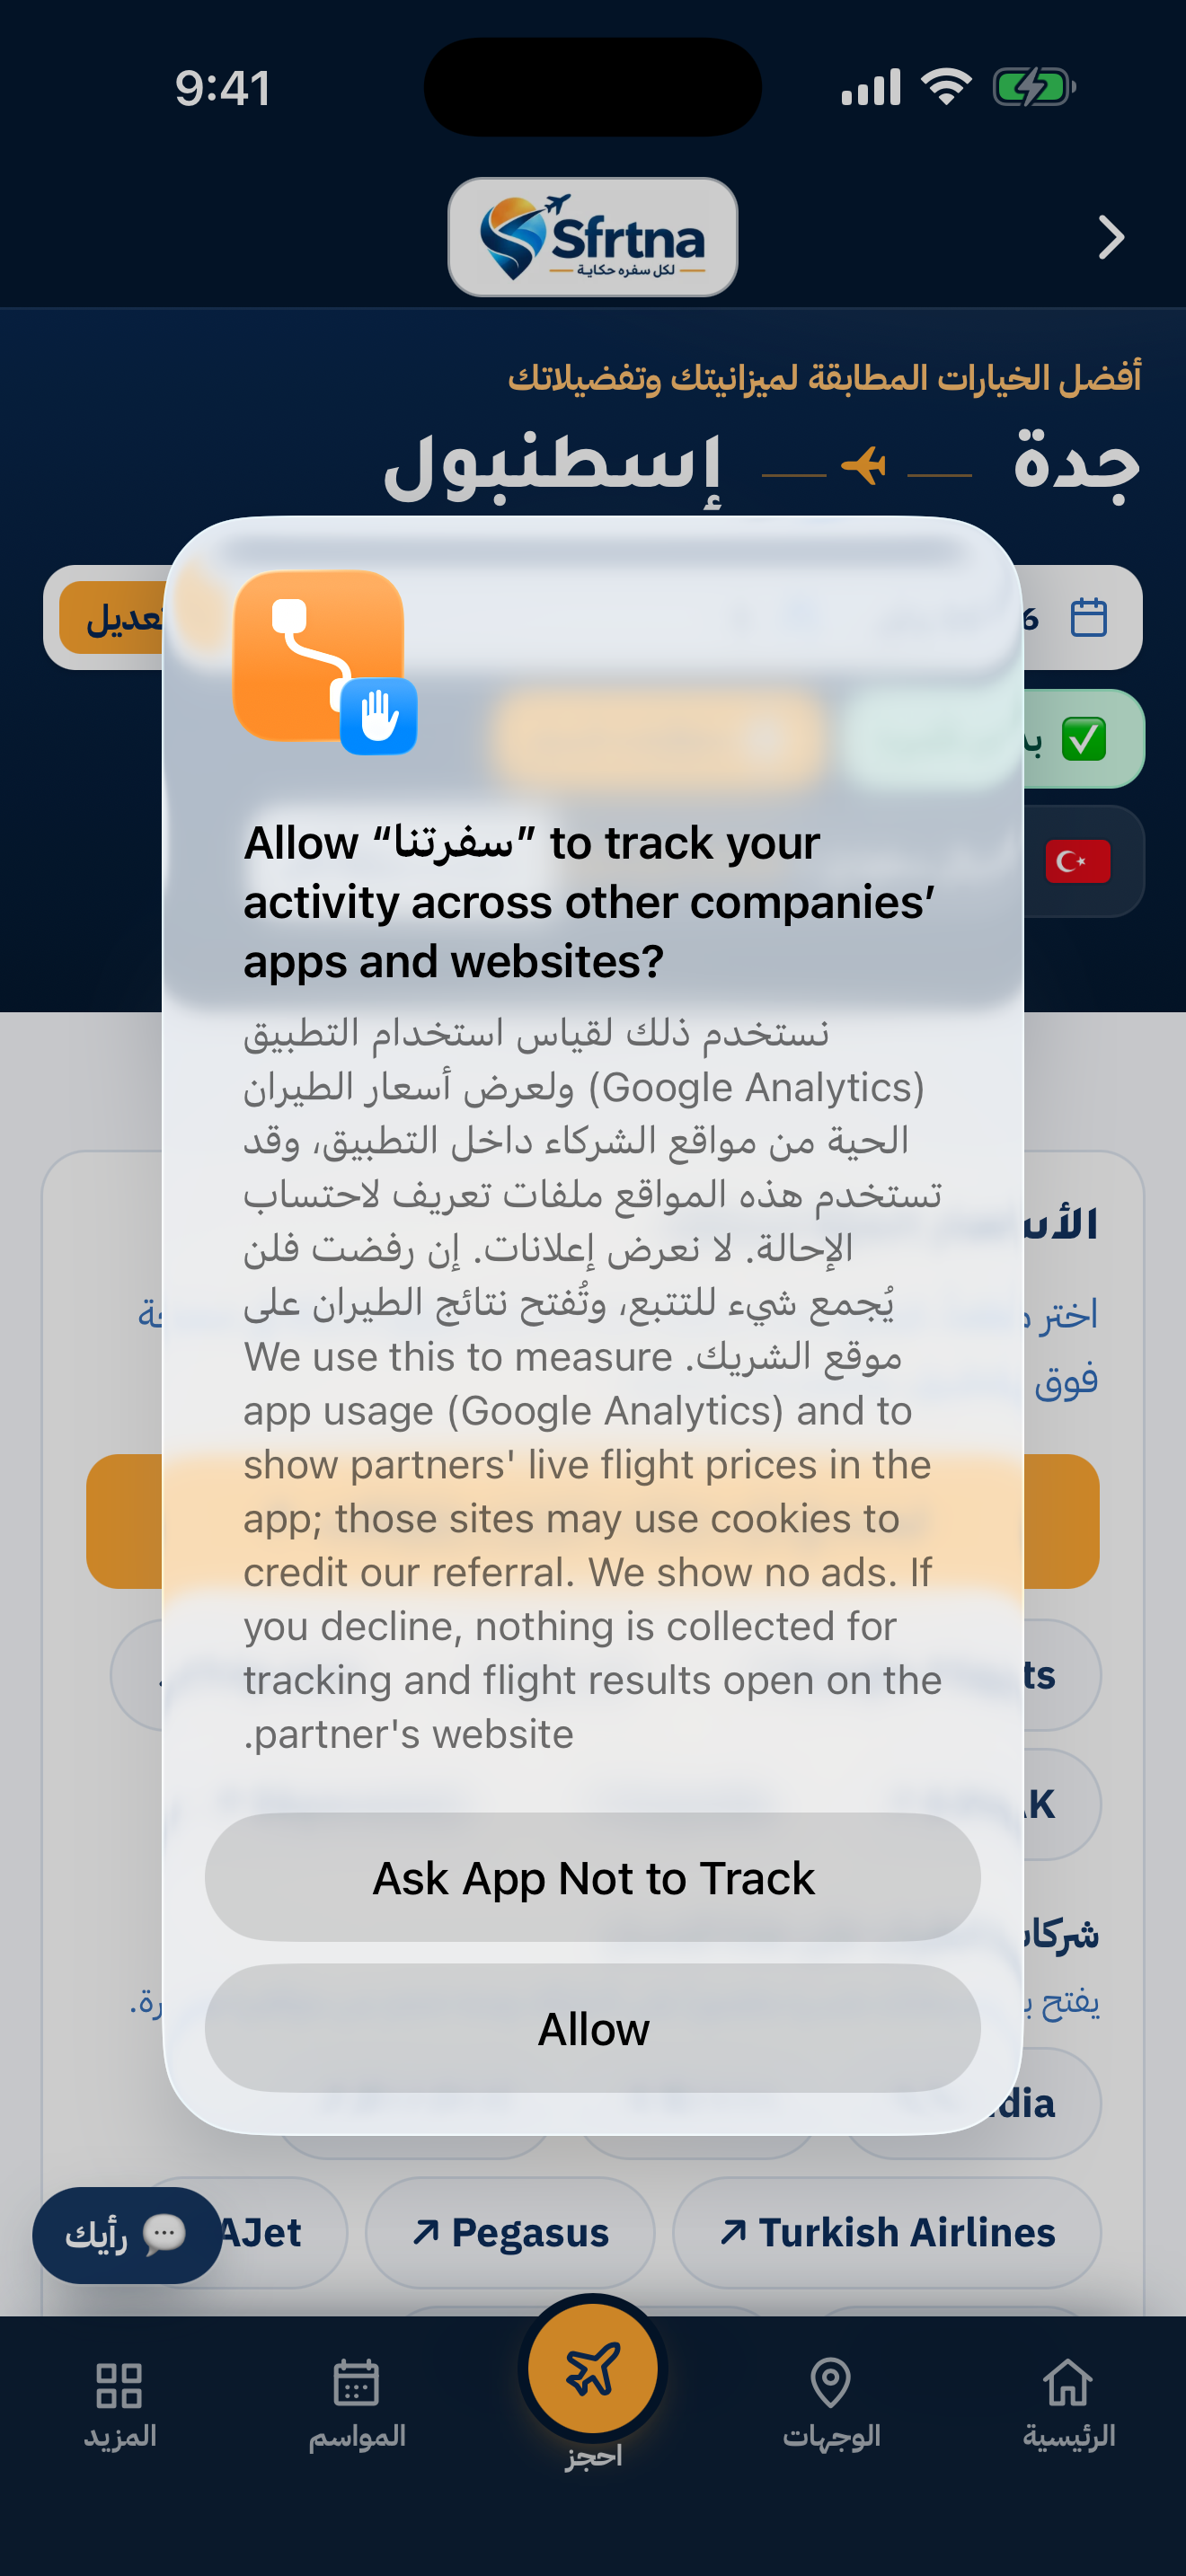 9:41
Sfrtna
لكل سفره حكاية
أفضل الخيارات المطابقة لميزانيتك وتفضيلاتك
جدة إسطنبول
6
تعديل
Allow “سفرتنا” to track your
activity across other companies’
apps and websites?
نستخدم ذلك لقياس استخدام التطبيق
(Google Analytics) ولعرض أسعار الطيران
الحية من مواقع الشركاء داخل التطبيق، وقد
تستخدم هذه المواقع ملفات تعريف لاحتساب
الإحالة. لا نعرض إعلانات. إن رفضت فلن
يُجمع شيء للتتبع، وتُفتح نتائج الطيران على
موقع الشريك. We use this to measure
app usage (Google Analytics) and to
show partners' live flight prices in the
app; those sites may use cookies to
credit our referral. We show no ads. If
you decline, nothing is collected for
tracking and flight results open on the
partner's website.
Ask App Not to Track
Allow
اختر
فوق
يفتح
AJet
Pegasus
Turkish Airlines
رأيك
الرئيسية
الوجهات
احجز
المواسم
المزيد